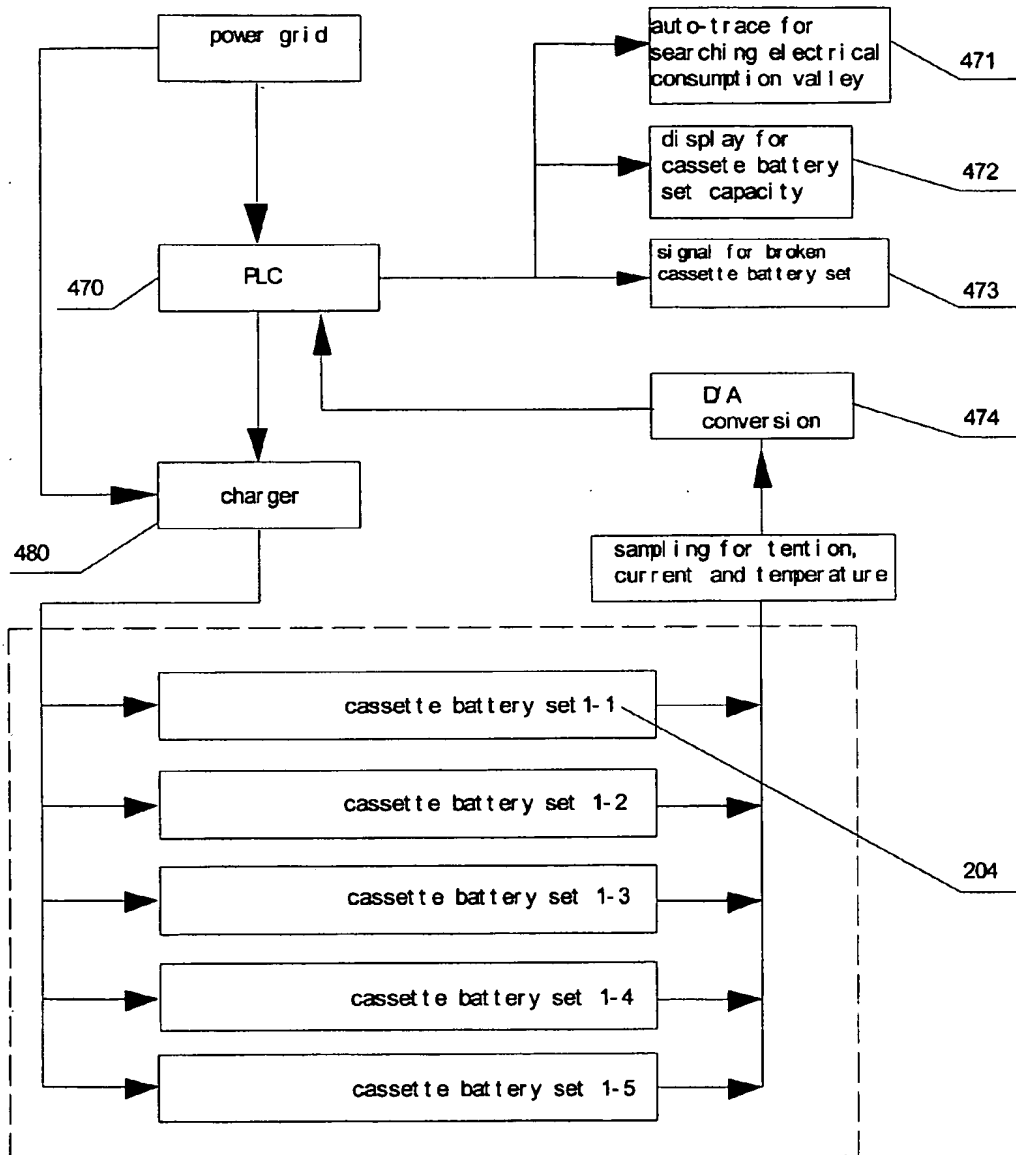 power grid
auto-trace for
searching electrical
consumption valley
471
display for
cassete battery
set capacity
472
signal for broken
cassette battery set
473
PLC
470
D/A
conversion
474
charger
480
sampling for tention,
current and temperature
cassette battery set 1-1
cassette battery set 1-2
cassette battery set 1-3
204
cassette battery set 1-4
cassette battery set 1-5